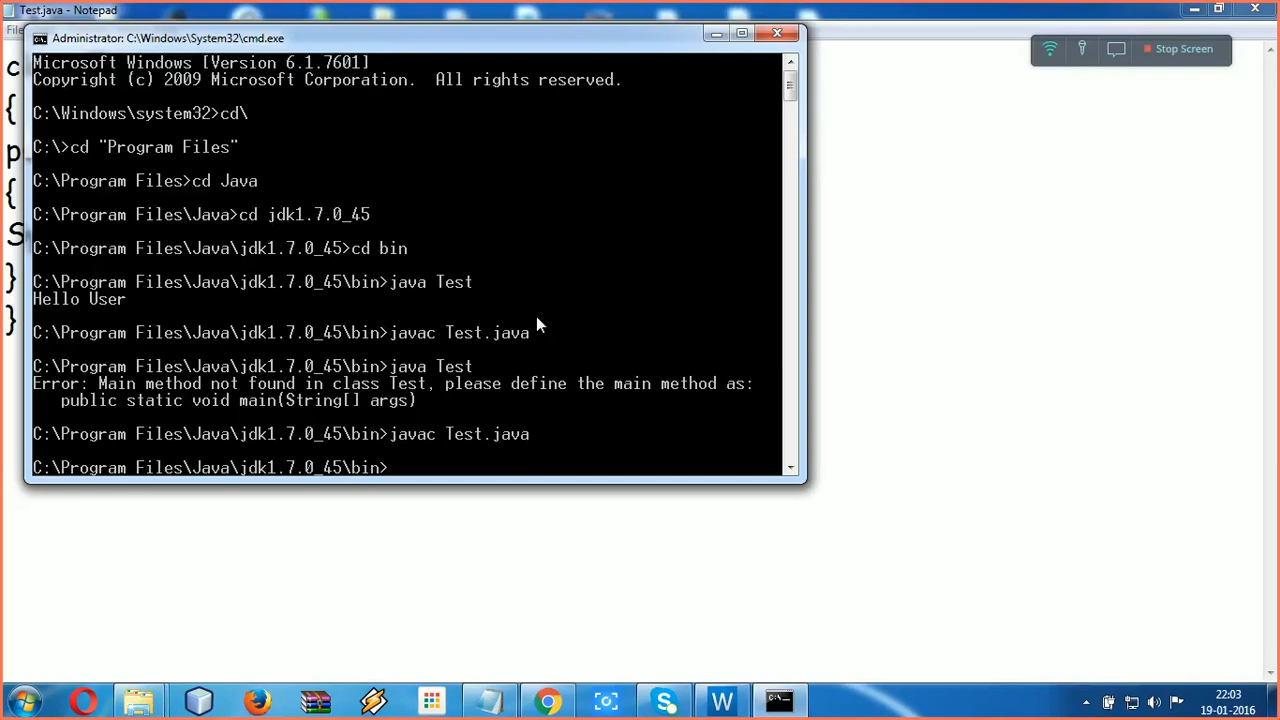 Test.java - Notepad
Administrator: C:\Windows\System32\cmd.exe
Stop Screen
Microsoft Windows [Version 6.1.7601]
Copyright (c) 2009 Microsoft Corporation.  All rights reserved.
C:\Windows\system32>cd\
C:\>cd "Program Files"
C:\Program Files>cd Java
C:\Program Files\Java>cd jdk1.7.0_45
C:\Program Files\Java\jdk1.7.0_45>cd bin
C:\Program Files\Java\jdk1.7.0_45\bin>java Test
Hello User
C:\Program Files\Java\jdk1.7.0_45\bin>javac Test.java
C:\Program Files\Java\jdk1.7.0_45\bin>java Test
Error: Main method not found in class Test, please define the main method as:
public static void main(String[] args)
C:\Program Files\Java\jdk1.7.0_45\bin>javac Test.java
C:\Program Files\Java\jdk1.7.0_45\bin>
c
{
p
{
S
}
}
22:03
19-01-2016